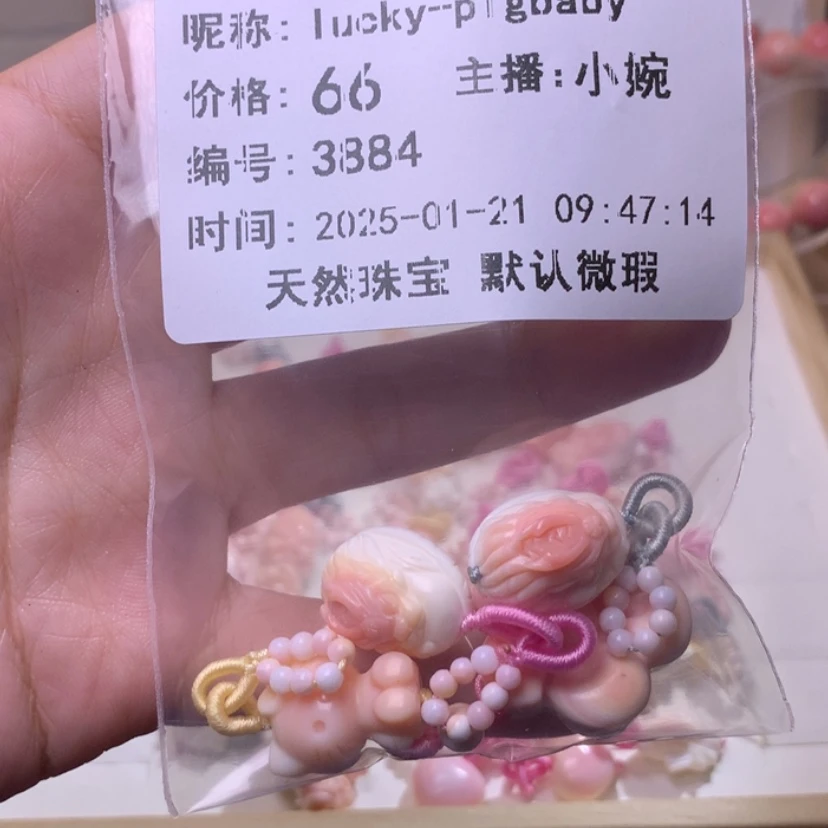 昵称: lucky-pigbaby
价格: 66 主播:小婉
编号: 3884
时间: 2025-01-21 09:47:14
天然珠宝 默认微瑕